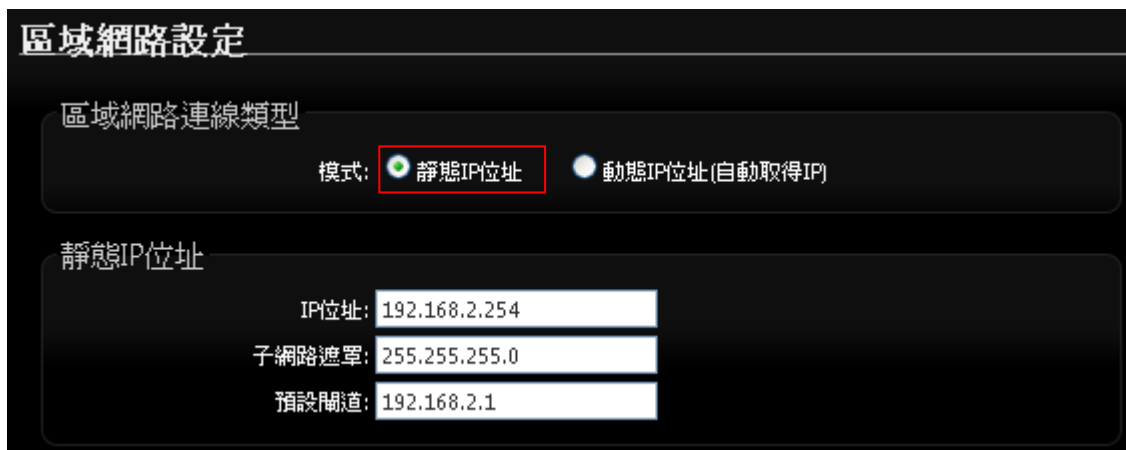 區域網路設定
區域網路連線類型
模式: 靜態IP位址 動態IP位址(自動取得IP)
靜態IP位址
IP位址: 192.168.2.254
子網路遮罩: 255.255.255.0
預設閘道: 192.168.2.1